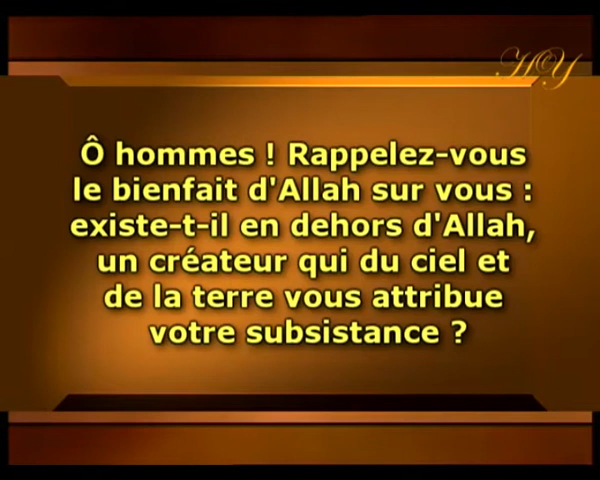 HY
Ô hommes ! Rappelez-vous
le bienfait d'Allah sur vous :
existe-t-il en dehors d'Allah,
un créateur qui du ciel et
de la terre vous attribue
votre subsistance ?